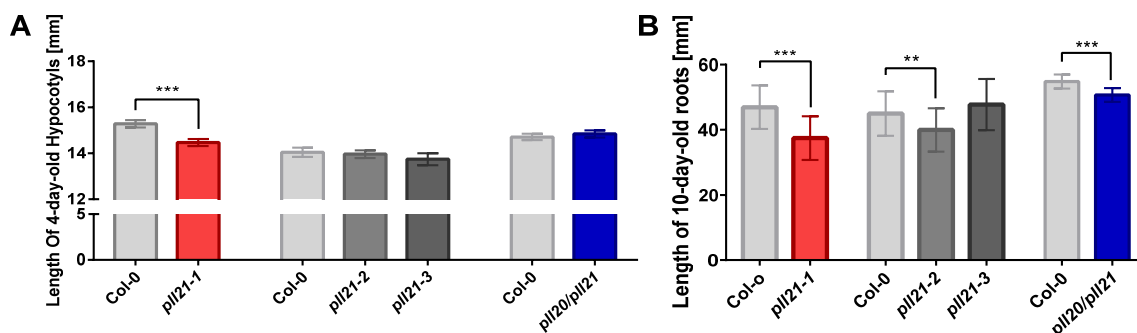 A
Length Of 4-day-old Hypocotyls [mm]
18
16
14
12
5
0
***
Col-0
pll21-1
Col-0
pll21-2
pll21-3
Col-0
pll20/pll21
B
Length of 10-day-old roots [mm]
60
40
20
0
***
**
***
Col-o
pll21-1
Col-0
pll21-2
pll21-3
Col-0
pll20/pll21